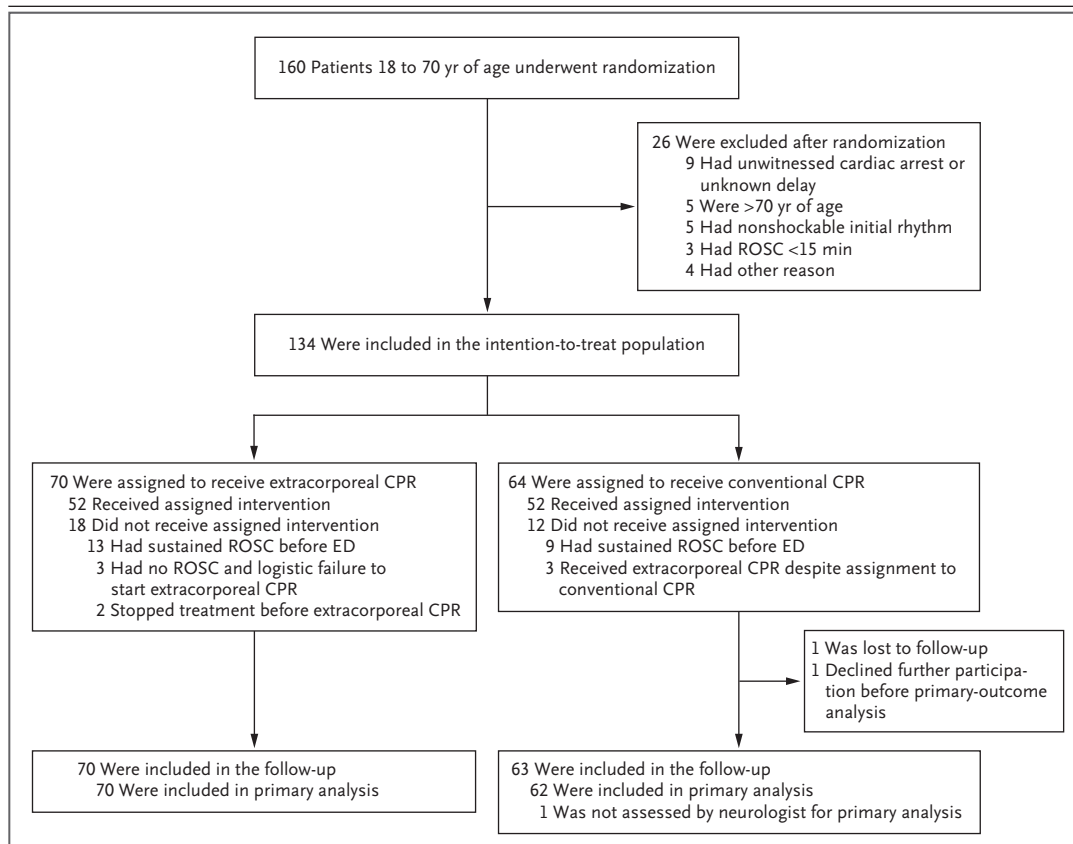 160 Patients 18 to 70 yr of age underwent randomization
26 Were excluded after randomization
9 Had unwitnessed cardiac arrest or
unknown delay
5 Were >70 yr of age
5 Had nonshockable initial rhythm
3 Had ROSC <15 min
4 Had other reason
134 Were included in the intention-to-treat population
70 Were assigned to receive extracorporeal CPR
52 Received assigned intervention
18 Did not receive assigned intervention
13 Had sustained ROSC before ED
3 Had no ROSC and logistic failure to
start extracorporeal CPR
2 Stopped treatment before extracorporeal CPR
64 Were assigned to receive conventional CPR
52 Received assigned intervention
12 Did not receive assigned intervention
9 Had sustained ROSC before ED
3 Received extracorporeal CPR despite assignment to
conventional CPR
1 Was lost to follow-up
1 Declined further participa-
tion before primary-outcome
analysis
70 Were included in the follow-up
70 Were included in primary analysis
63 Were included in the follow-up
62 Were included in primary analysis
1 Was not assessed by neurologist for primary analysis